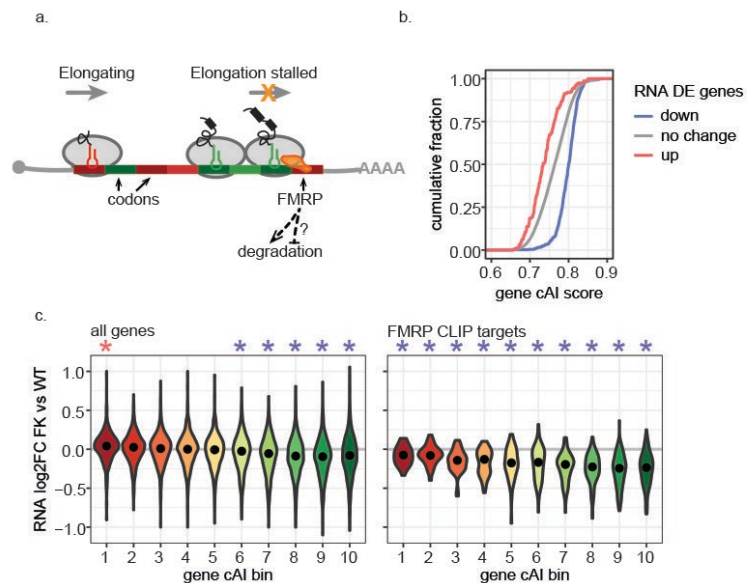 a.
Elongating
Elongation stalled
X
AAAA
codons
FMRP
?
degradation
b.
1.00
0.75
0.50
0.25
0.00
cumulative fraction
0.6 0.7 0.8 0.9
gene cAI score
RNA DE genes
down
no change
up
c.
all genes
* * * * * *
FMRP CLIP targets
* * * * * * * * * *
RNA log2FC FK vs WT
1.0
0.5
0.0
−0.5
−1.0
1 2 3 4 5 6 7 8 9 10
gene cAI bin
1 2 3 4 5 6 7 8 9 10
gene cAI bin